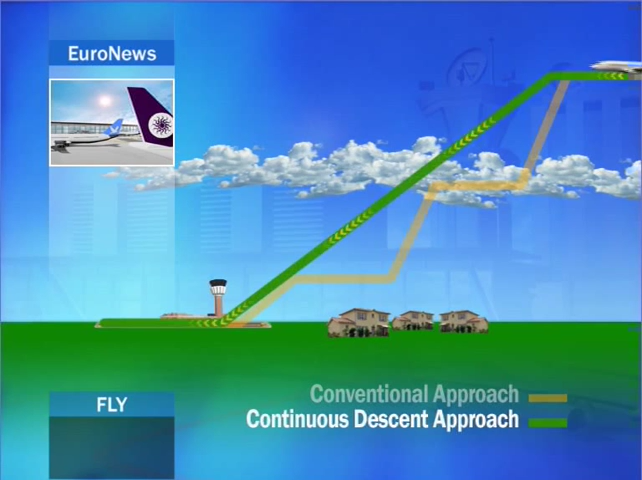 EuroNews
FLY
Conventional Approach
Continuous Descent Approach